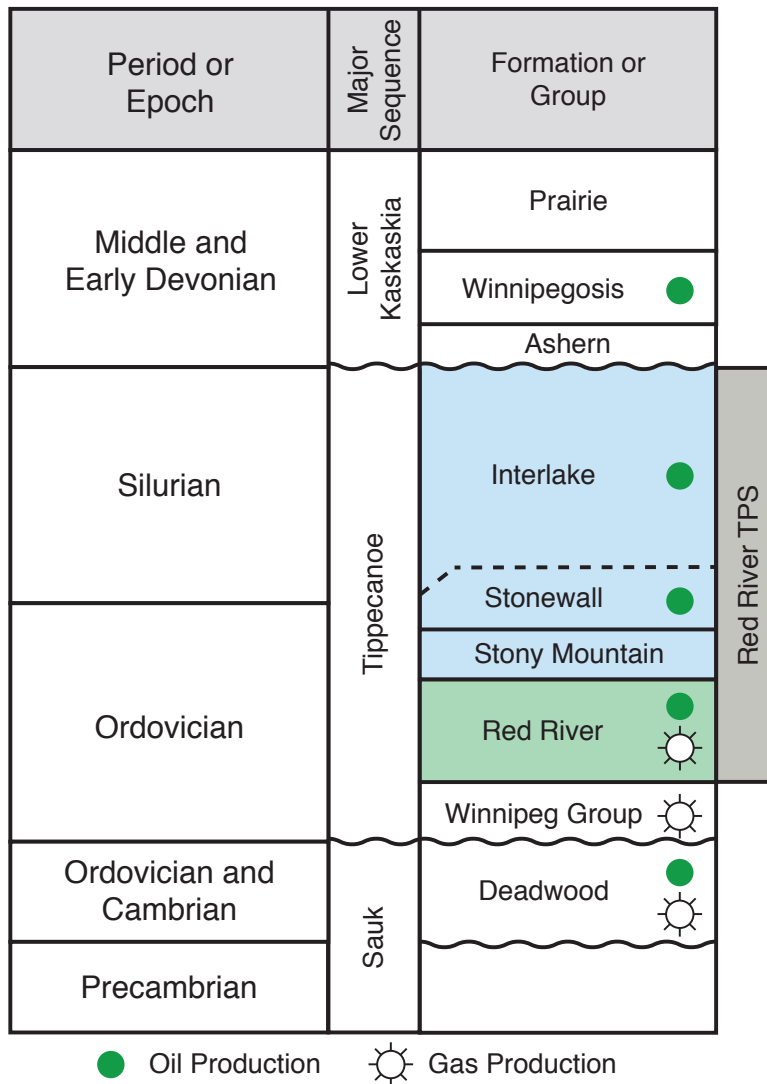 Period or
Epoch
Major
Sequence
Formation or
Group
Middle and
Early Devonian
Lower
Kaskaskia
Prairie
Winnipegosis
Ashern
Silurian
Tippecanoe
Interlake
Stonewall
Stony Mountain
Ordovician
Red River
Winnipeg Group
Red River TPS
Ordovician and
Cambrian
Sauk
Deadwood
Precambrian
Oil Production
Gas Production